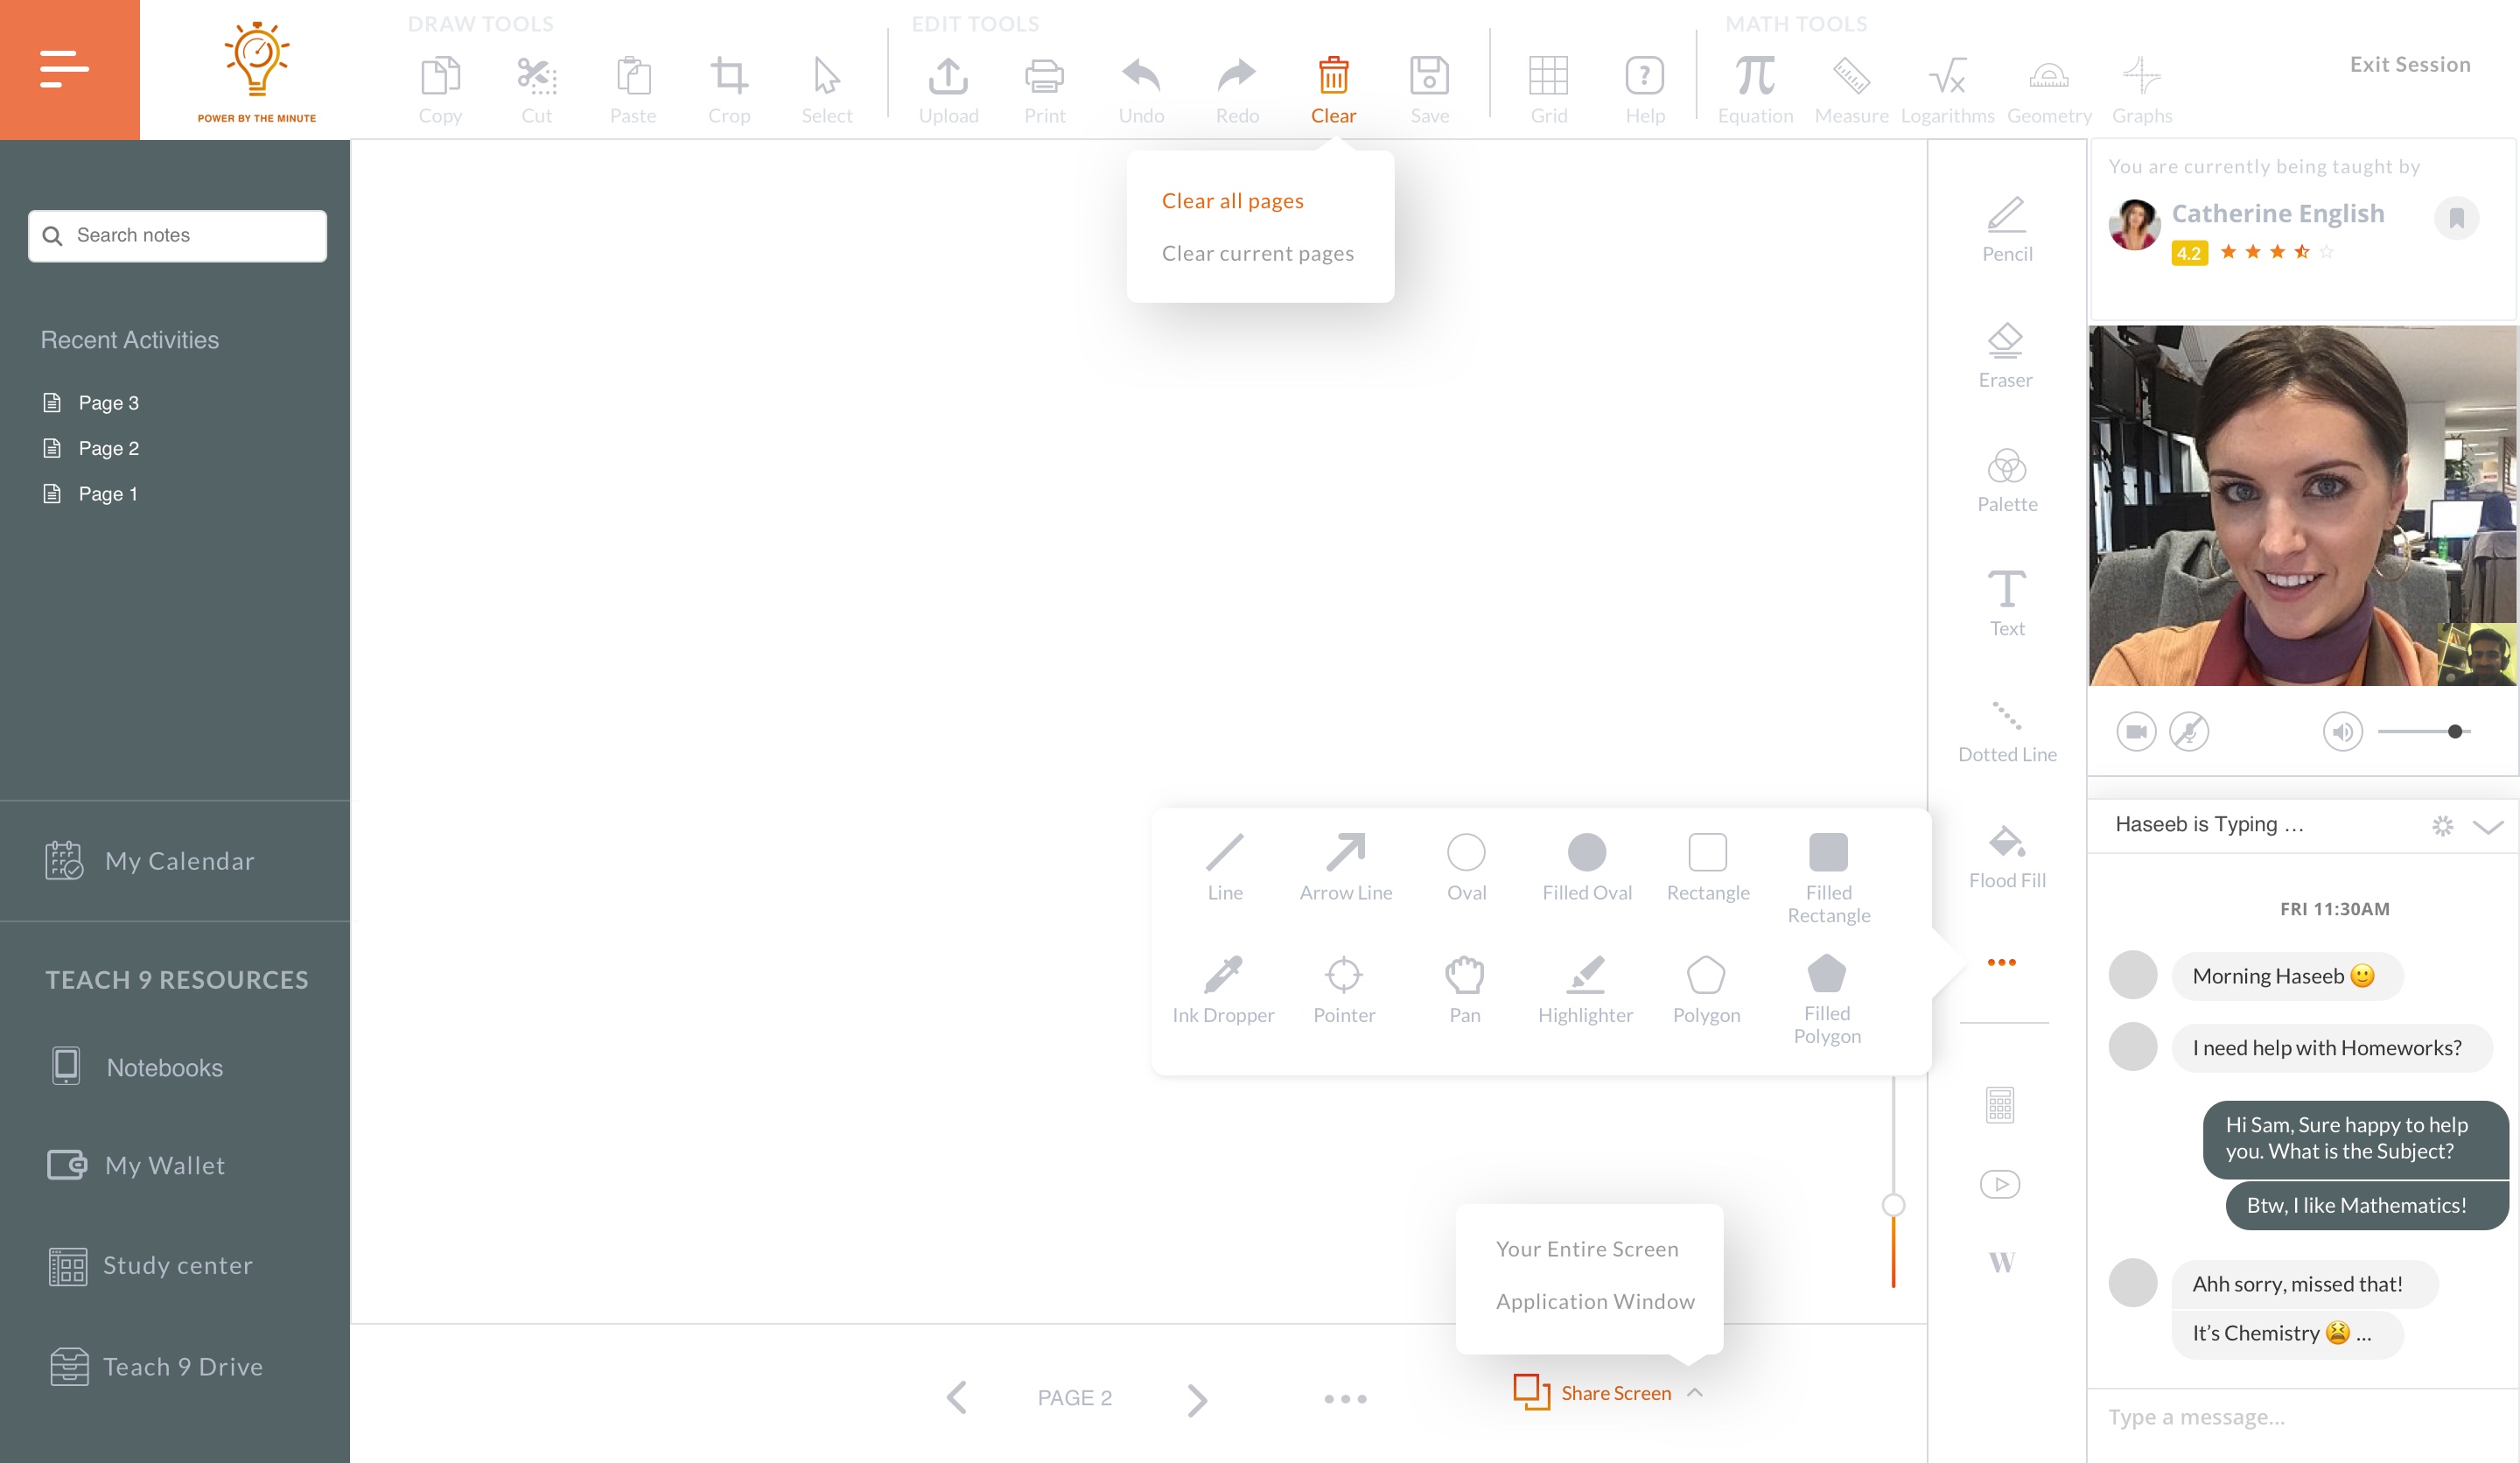 DRAW TOOLS
EDIT TOOLS
MATH TOOLS
Exit Session
POWER BY THE MINUTE
Copy
Cut
Paste
Crop
Select
Upload
Print
Undo
Redo
Clear
Save
Grid
Help
Equation
Measure
Logarithms
Geometry
Graphs
Search notes
Recent Activities
Page 3
Page 2
Page 1
My Calendar
TEACH 9 RESOURCES
Notebooks
My Wallet
Study center
Teach 9 Drive
Clear all pages
Clear current pages
Line
Arrow Line
Oval
Filled Oval
Rectangle
Filled
Rectangle
Ink Dropper
Pointer
Pan
Highlighter
Polygon
Filled
Polygon
Your Entire Screen
Application Window
PAGE 2
Share Screen
Pencil
Eraser
Palette
Text
Dotted Line
Flood Fill
W
You are currently being taught by
Catherine English
4.2
Haseeb is Typing …
FRI 11:30AM
Morning Haseeb 🙂
I need help with Homeworks?
Hi Sam, Sure happy to help
you. What is the Subject?
Btw, I like Mathematics!
Ahh sorry, missed that!
It’s Chemistry 😫 ...
Type a message...